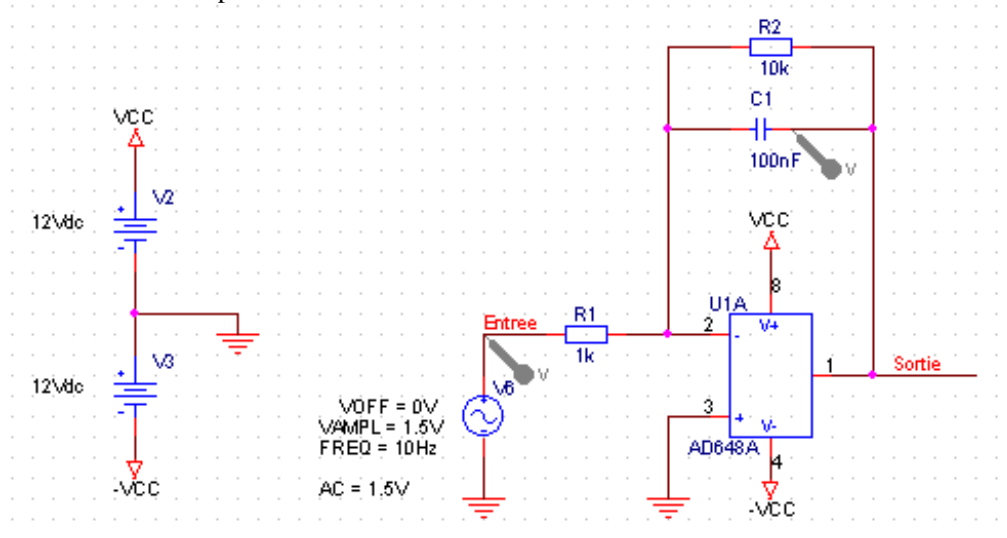 R2
10k
C1
100nF
V
VCC
V2
12Vdc
+
-
VCC
8
U1A
V+
Entree
R1
1k
2
-
1
Sortie
V3
12Vdc
+
-
V
V6
+
-
VOFF = 0V
VAMPL = 1.5V
FREQ = 10Hz
AC = 1.5V
3
+
V-
AD648A
4
-VCC
-VCC